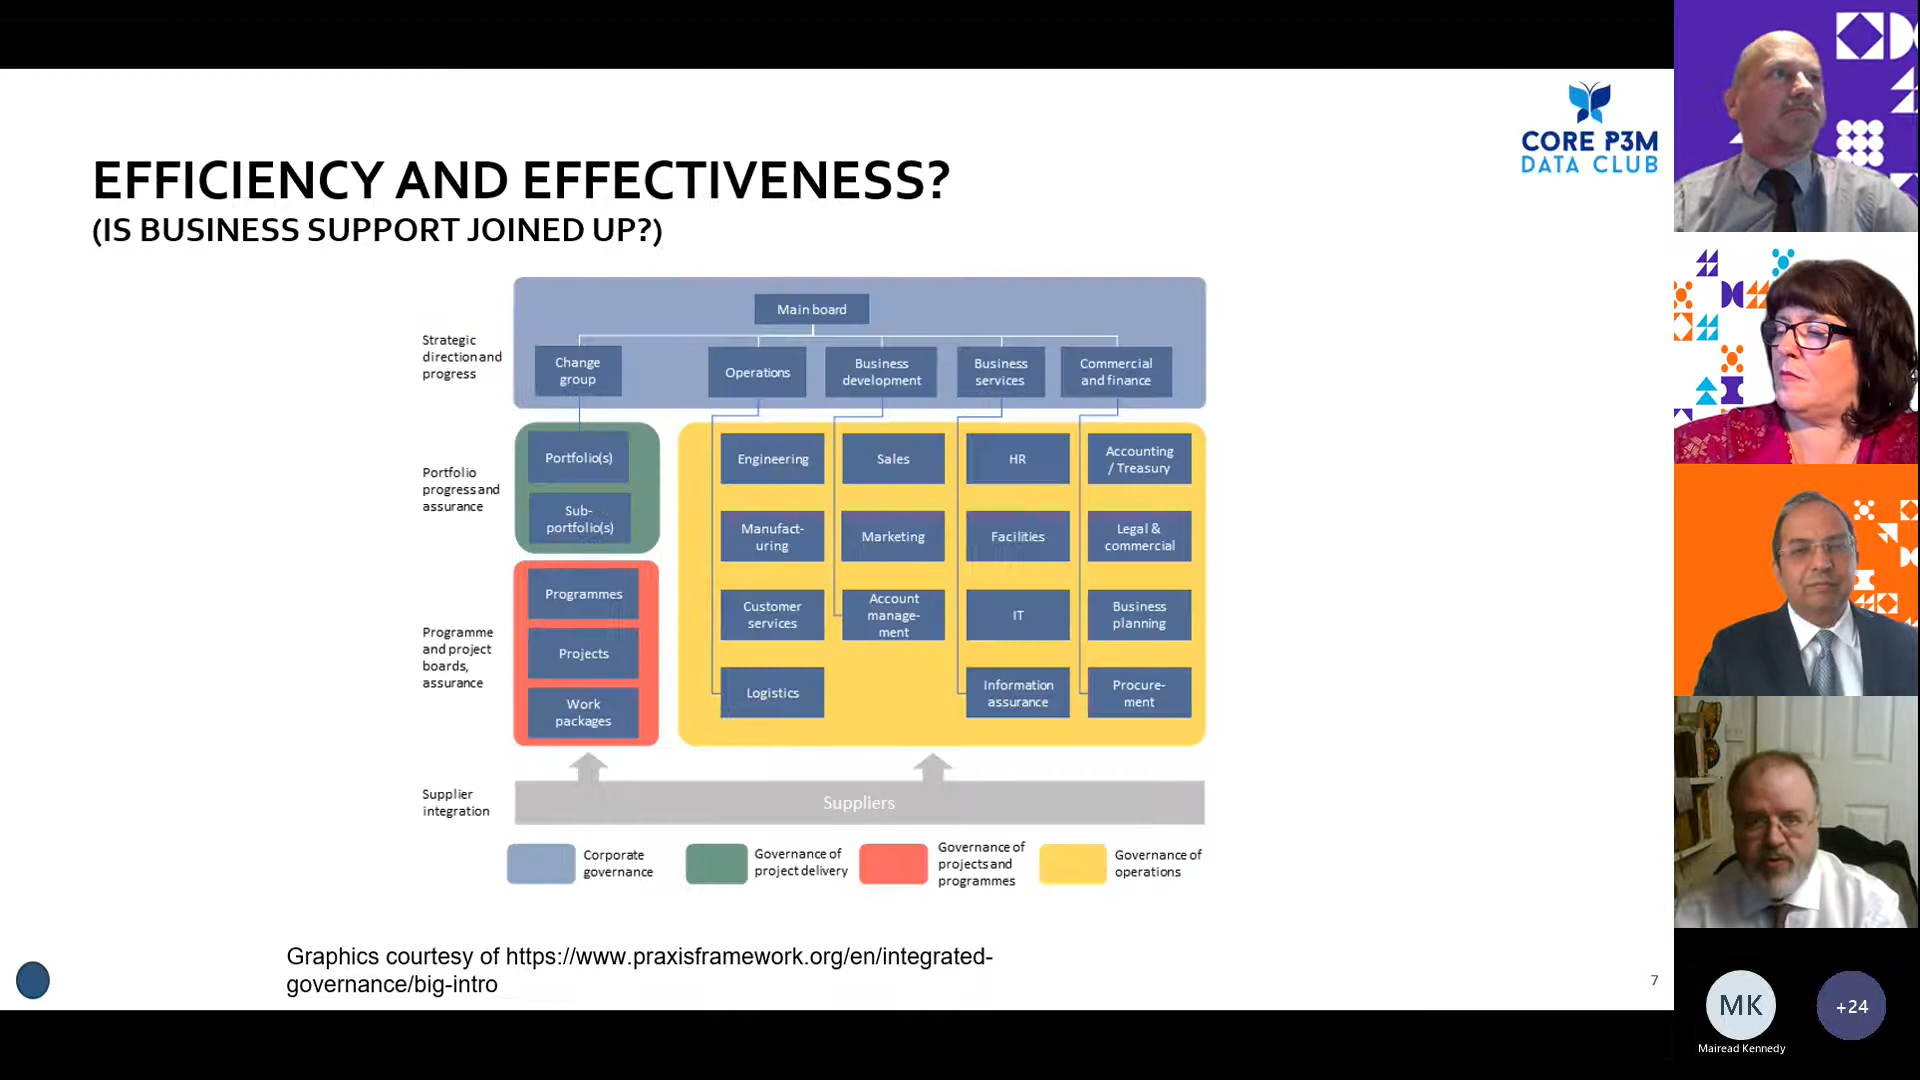 CORE P3M
DATA CLUB
EFFICIENCY AND EFFECTIVENESS?
(IS BUSINESS SUPPORT JOINED UP?)
Main board
Strategic
direction and
progress
Change
group
Operations
Business
development
Business
services
Commercial
and finance
Portfolio
progress and
assurance
Portfolio(s)
Sub-
portfolio(s)
Engineering
Sales
HR
Accounting
/ Treasury
Manufact-
uring
Marketing
Facilities
Legal &
commercial
Programme
and project
boards,
assurance
Programmes
Projects
Work
packages
Customer
services
Account
manage-
ment
IT
Business
planning
Logistics
Information
assurance
Procure-
ment
Supplier
integration
Suppliers
Corporate
governance
Governance of
project delivery
Governance of
projects and
programmes
Governance of
operations
Graphics courtesy of https://www.praxisframework.org/en/integrated-
governance/big-intro
7
MK
+24
Mairead Kennedy